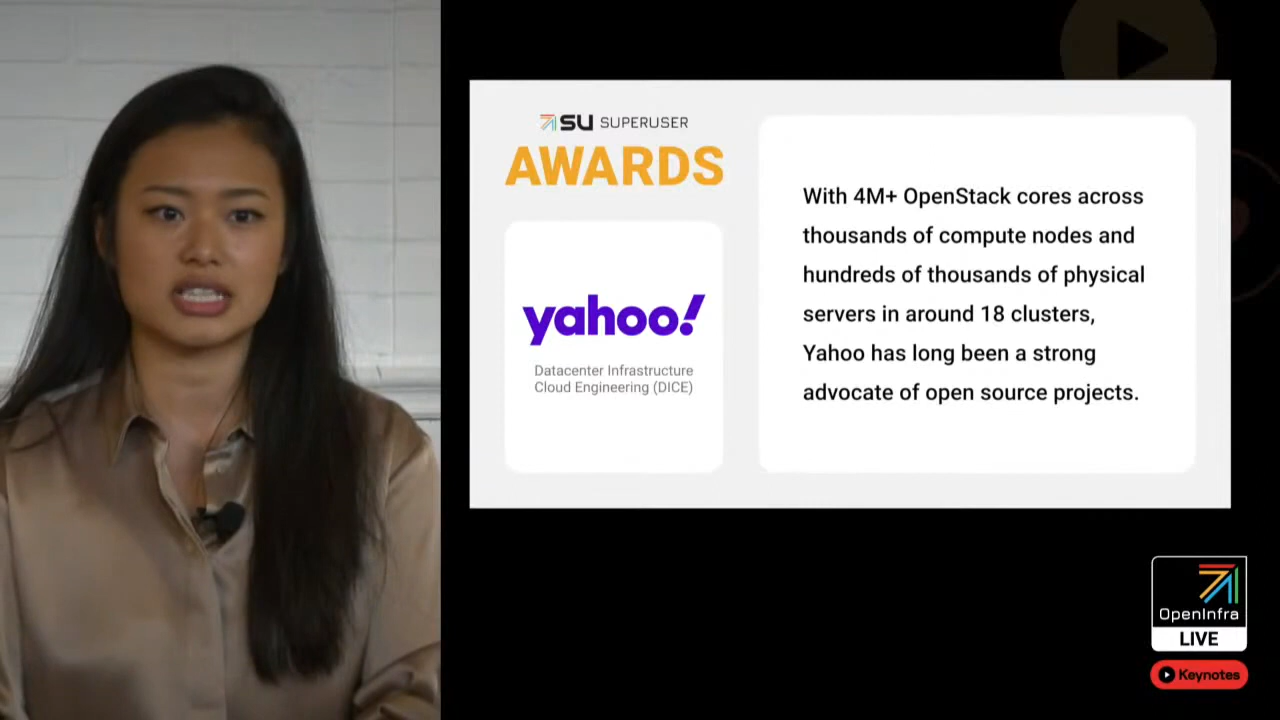 SU SUPERUSER
AWARDS
yahoo!
Datacenter Infrastructure
Cloud Engineering (DICE)
With 4M+ OpenStack cores across
thousands of compute nodes and
hundreds of thousands of physical
servers in around 18 clusters,
Yahoo has long been a strong
advocate of open source projects.
OpenInfra
LIVE
Keynotes